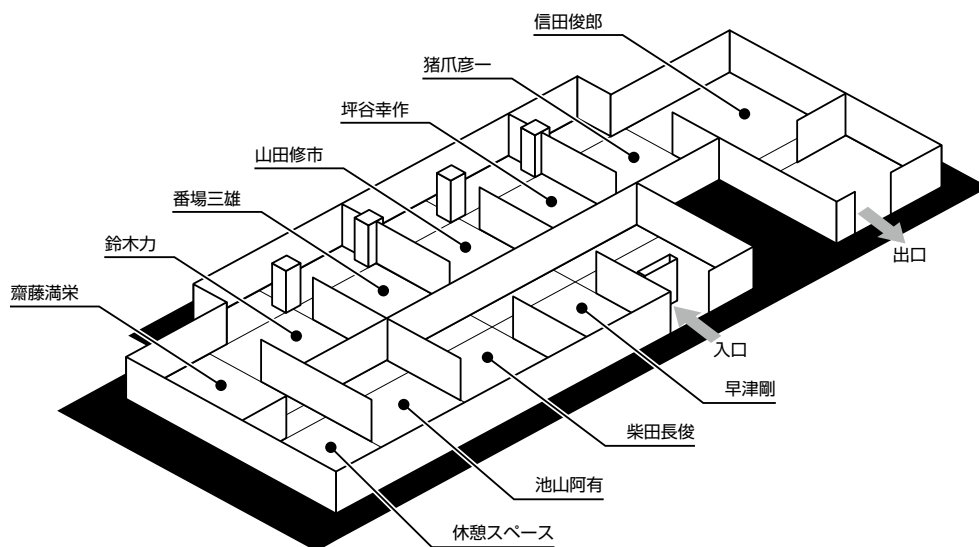 信田俊郎
猪爪彦一
坪谷幸作
山田修市
番場三雄
鈴木力
齋藤満栄
出口
入口
早津剛
柴田長俊
池山阿有
休憩スペース